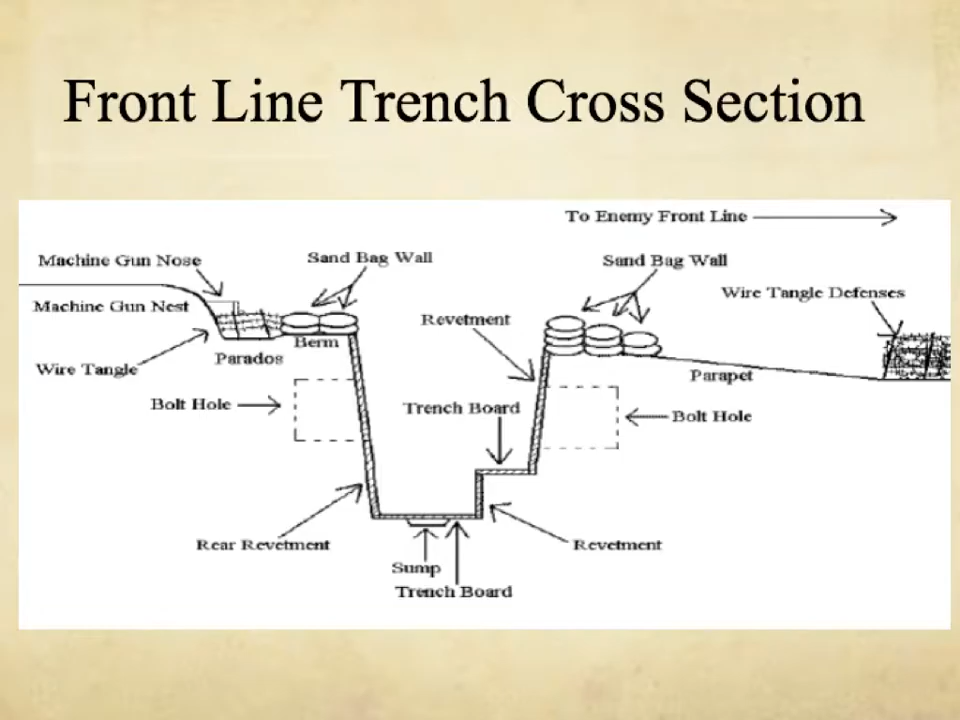 Front Line Trench Cross Section
To Enemy Front Line
Machine Gun Nose
Sand Bag Wall
Sand Bag Wall
Machine Gun Nest
Wire Tangle Defenses
Revetment
Berm
Parados
Wire Tangle
Parapet
Bolt Hole
Trench Board
Bolt Hole
Rear Revetment
Revetment
Sump
Trench Board